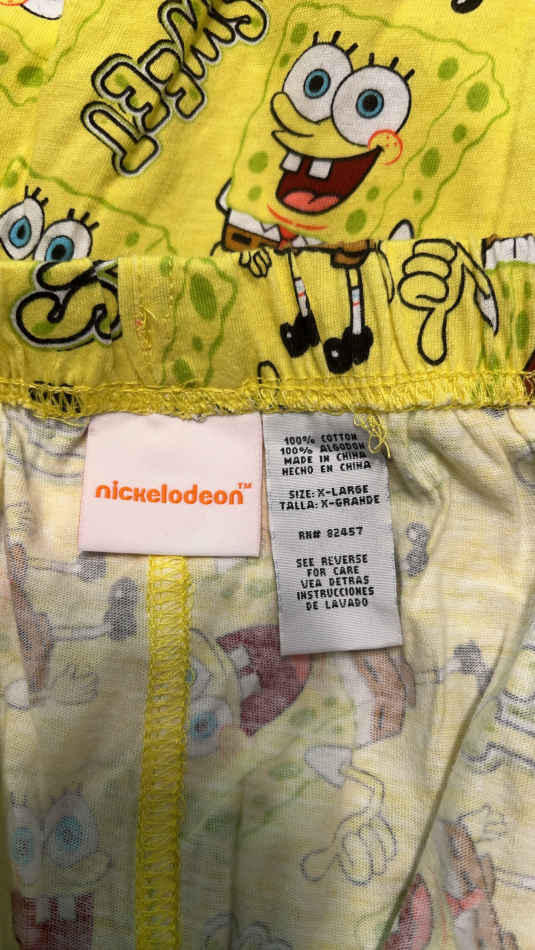 SWEET
nickelodeon™
100% COTTON
100% ALGODON
MADE IN CHINA
HECHO EN CHINA
SIZE: X-LARGE
TALLA: X-GRANDE
RN# 82457
SEE REVERSE
FOR CARE
VEA DETRAS
INSTRUCCIONES
DE LAVADO